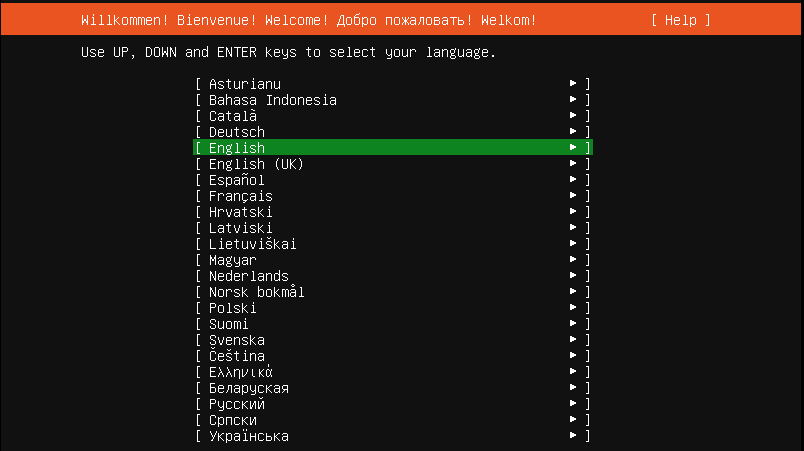 Willkommen! Bienvenue! Welcome! Добро пожаловать! Welkom! [ Help ]
Use UP, DOWN and ENTER keys to select your language.
[ Asturianu ► ]
[ Bahasa Indonesia ► ]
[ Català ► ]
[ Deutsch ► ]
[ English ► ]
[ English (UK) ► ]
[ Español ► ]
[ Français ► ]
[ Hrvatski ► ]
[ Latviski ► ]
[ Lietuviškai ► ]
[ Magyar ► ]
[ Nederlands ► ]
[ Norsk bokmål ► ]
[ Polski ► ]
[ Suomi ► ]
[ Svenska ► ]
[ Čeština ► ]
[ Ελληνικά ► ]
[ Беларуская ► ]
[ Русский ► ]
[ Српски ► ]
[ Українська ► ]